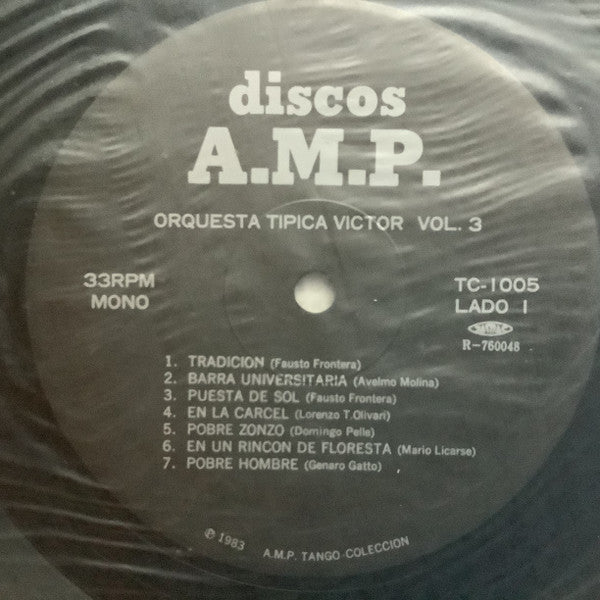 discos
A.M.P.
ORQUESTA TIPICA VICTOR VOL. 3
33RPM
MONO
TC-1005
LADO 1
R-760048
1. TRADICION (Fausto Frontera)
2. BARRA UNIVERSITARIA (Avelmo Molina)
3. PUESTA DE SOL (Fausto Frontera)
4. EN LA CARCEL (Lorenzo T.Olivari)
5. POBRE ZONZO (Domingo Pelle)
6. EN UN RINCON DE FLORESTA (Mario Licarse)
7. POBRE HOMBRE (Genaro Gatto)
℗ 1983 A.M.P. TANGO-COLECCION